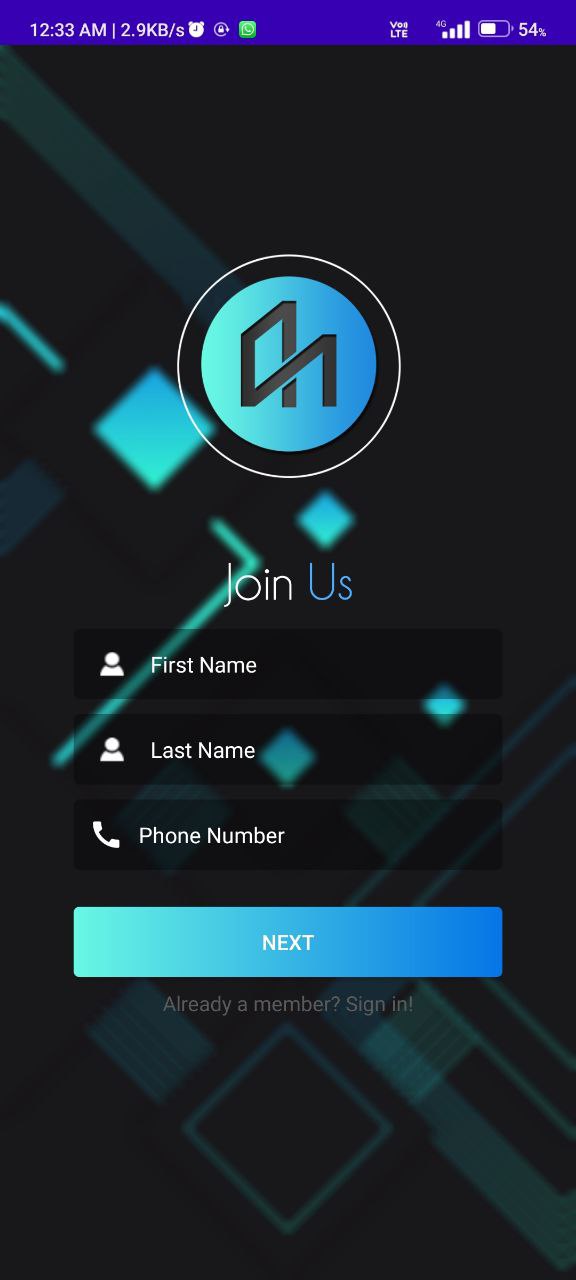 12:33 AM | 2.9KB/s VoD LTE 4G 54%
Join Us
First Name
Last Name
Phone Number
NEXT
Already a member? Sign in!